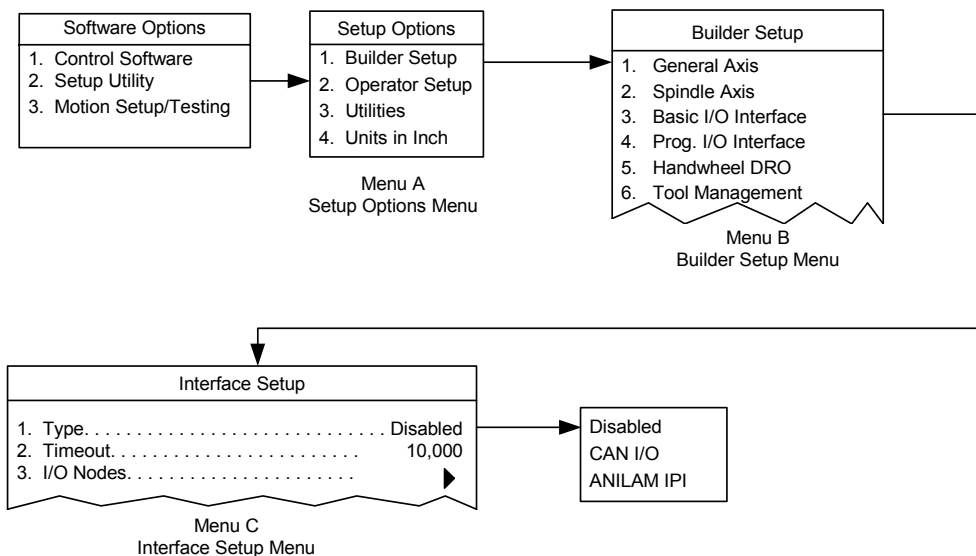 Software Options
1. Control Software
2. Setup Utility
3. Motion Setup/Testing
Setup Options
1. Builder Setup
2. Operator Setup
3. Utilities
4. Units in Inch
Menu A
Setup Options Menu
Builder Setup
1. General Axis
2. Spindle Axis
3. Basic I/O Interface
4. Prog. I/O Interface
5. Handwheel DRO
6. Tool Management
Menu B
Builder Setup Menu
Interface Setup
1. Type. . . . . . . . . . . . . . . . . . . . . . . . . . . . . . Disabled
2. Timeout. . . . . . . . . . . . . . . . . . . . . . . . 10,000
3. I/O Nodes. . . . . . . . . . . . . . . . . . . . . .
Menu C
Interface Setup Menu
Disabled
CAN I/O
ANILAM IPI